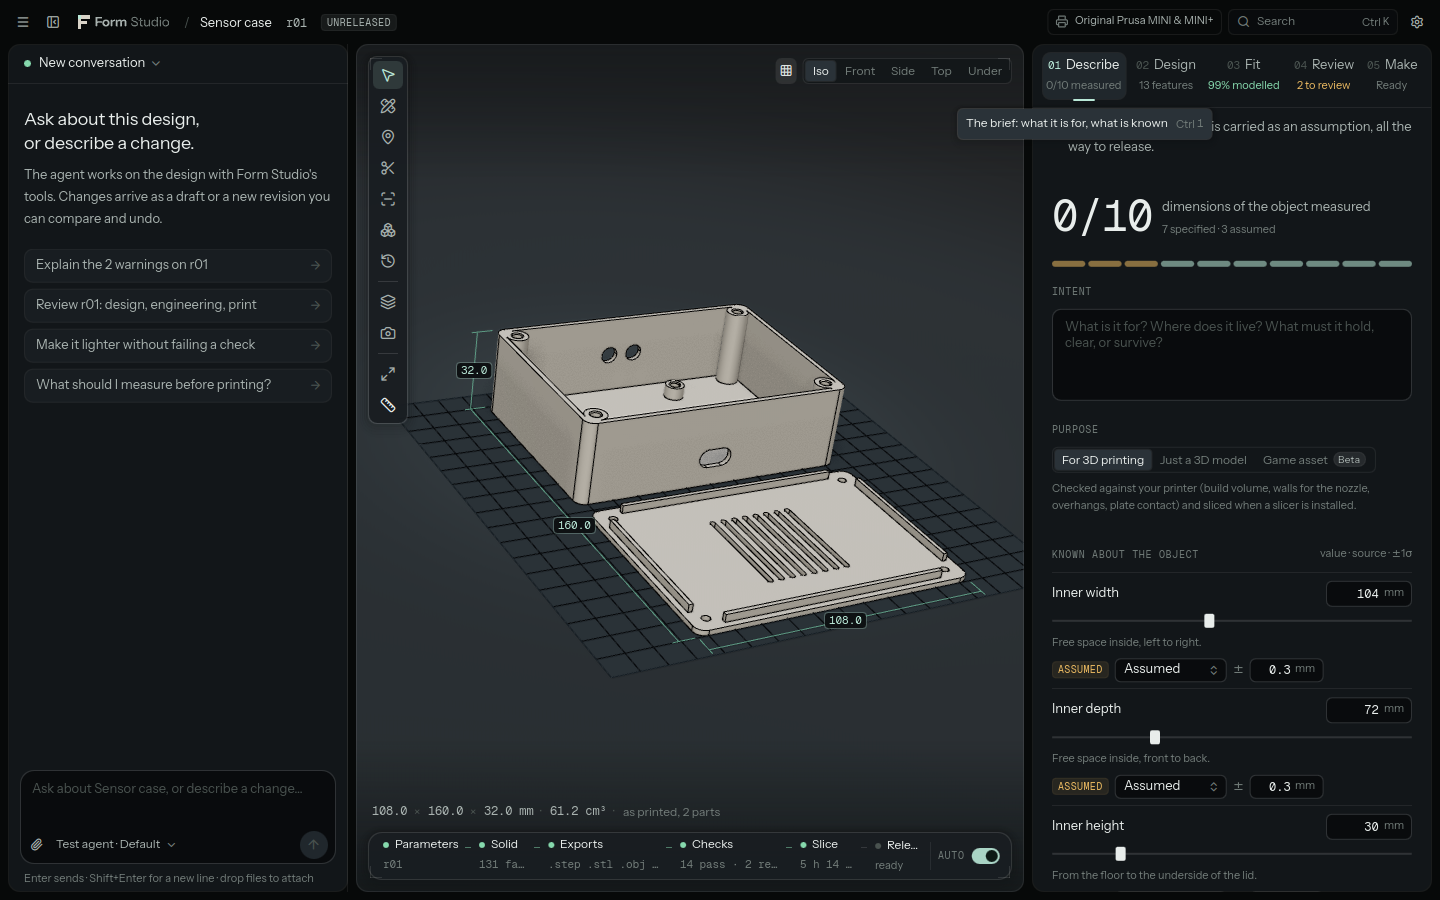 Form Studio / Sensor case r01 UNRELEASED
Original Prusa MINI & MINI+
Search Ctrl K
New conversation
Ask about this design,
or describe a change.
The agent works on the design with Form Studio's
tools. Changes arrive as a draft or a new revision you
can compare and undo.
Explain the 2 warnings on r01
Review r01: design, engineering, print
Make it lighter without failing a check
What should I measure before printing?
Ask about Sensor case, or describe a change...
Test agent · Default
Enter sends · Shift+Enter for a new line · drop files to attach
Iso Front Side Top Under
32.0
160.0
108.0
108.0 × 160.0 × 32.0 mm · 61.2 cm³ · as printed, 2 parts
Parameters
r01
Solid
131 fa…
Exports
.step .stl .obj …
Checks
14 pass · 2 re…
Slice
5 h 14 …
Rele…
ready
AUTO
01 Describe
0/10 measured
02 Design
13 features
03 Fit
99% modelled
04 Review
2 to review
05 Make
Ready
The brief: what it is for, what is known Ctrl 1
is carried as an assumption, all the
way to release.
0/10 dimensions of the object measured
7 specified · 3 assumed
INTENT
What is it for? Where does it live? What must it hold,
clear, or survive?
PURPOSE
For 3D printing Just a 3D model Game asset Beta
Checked against your printer (build volume, walls for the nozzle,
overhangs, plate contact) and sliced when a slicer is installed.
KNOWN ABOUT THE OBJECT value · source · ±1σ
Inner width 104 mm
Free space inside, left to right.
ASSUMED Assumed ± 0.3 mm
Inner depth 72 mm
Free space inside, front to back.
ASSUMED Assumed ± 0.3 mm
Inner height 30 mm
From the floor to the underside of the lid.